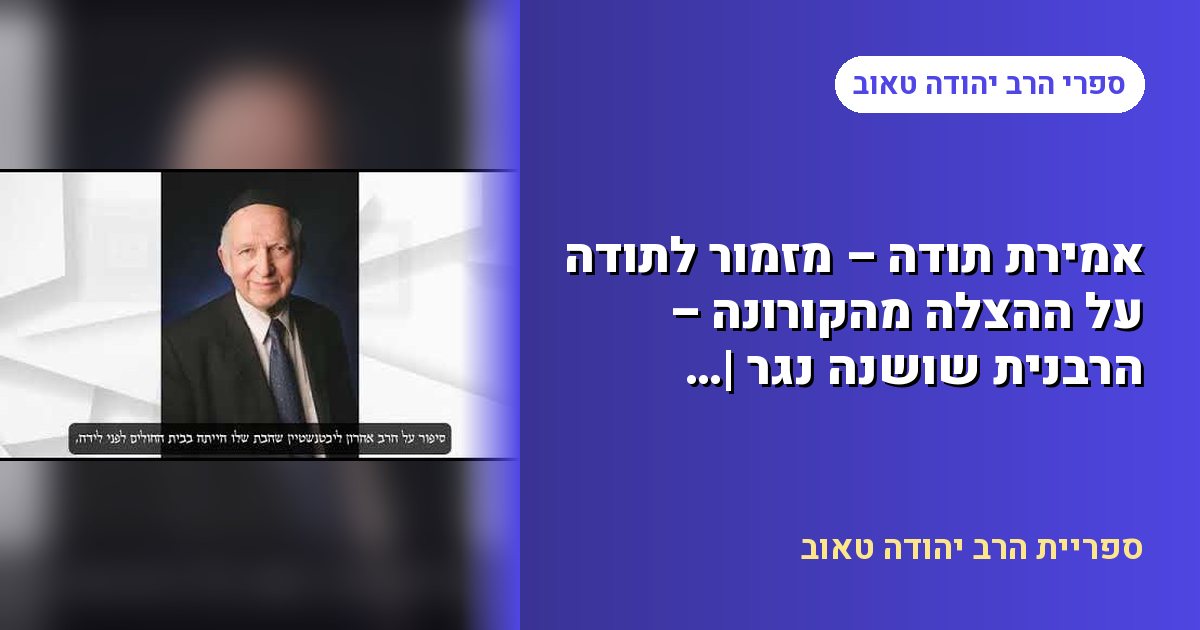 ספרי הרב יהודה טאוב
אמירת תודה – מזמור לתודה
על ההצלה מהקורונה –
הרבנית שושנה נגר |...
סיפור על הרב אהרון ליכטנשטיין שהבת שלו הייתה בבית החולים לפני לידה.
ספריית הרב יהודה טאוב